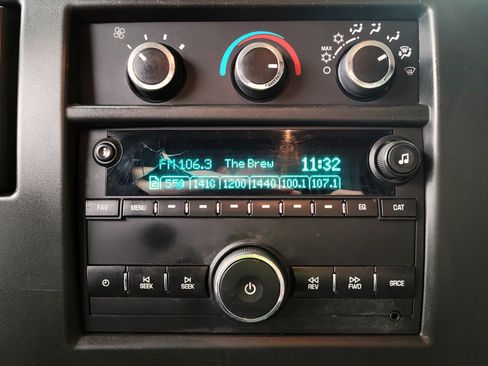 MAX
FM 106.3 The Brew 11:32
1410 1200 1440 100.1 107.1
FAV MENU EQ CAT
SEEK SEEK REV FWD SRCE